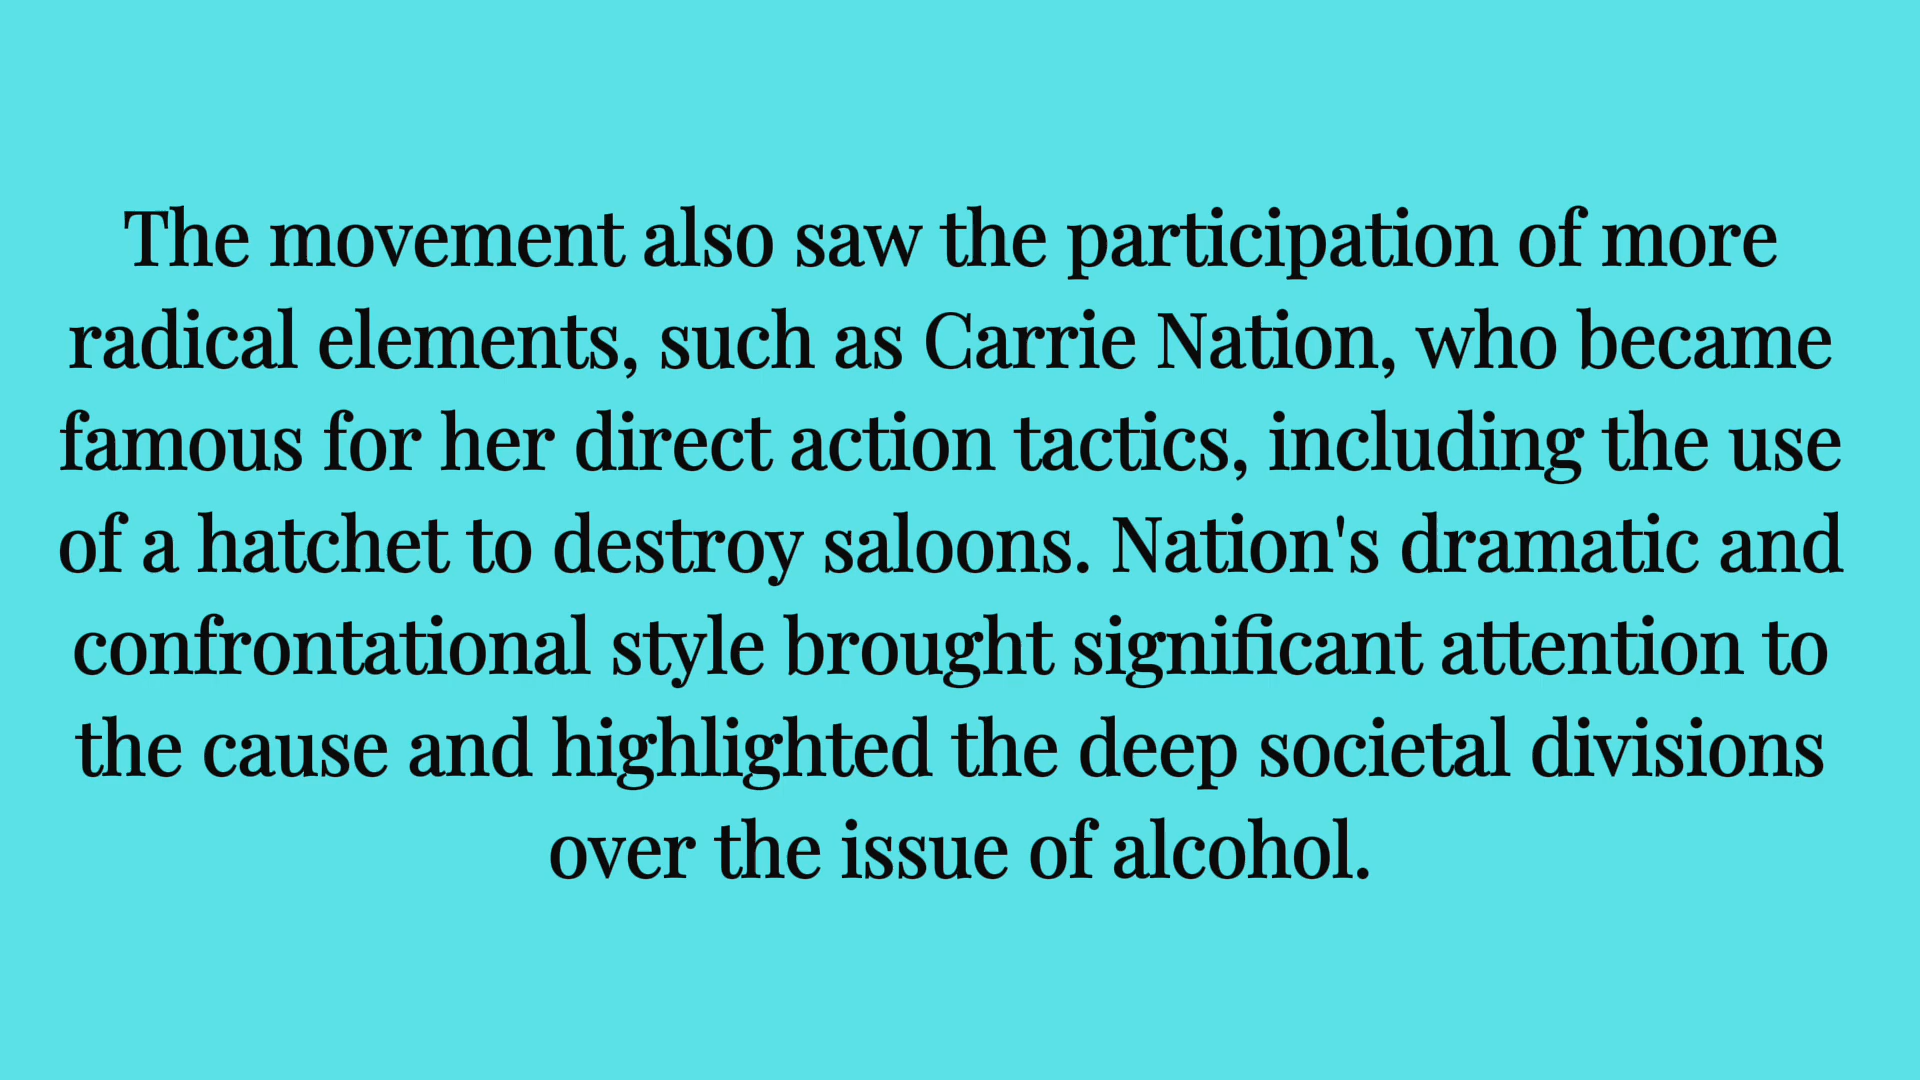 The movement also saw the participation of more
radical elements, such as Carrie Nation, who became
famous for her direct action tactics, including the use
of a hatchet to destroy saloons. Nation's dramatic and
confrontational style brought significant attention to
the cause and highlighted the deep societal divisions
over the issue of alcohol.